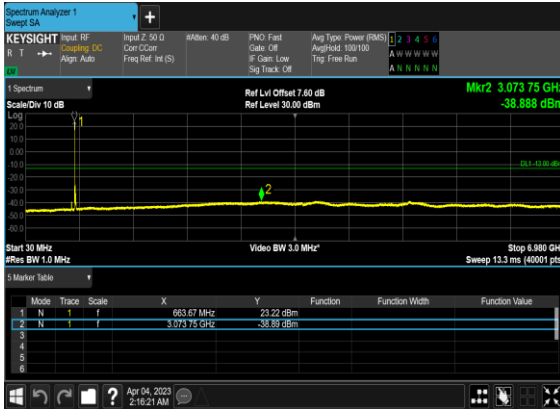 Spectrum Analyzer 1
Swept SA
KEYSIGHT Input: RF Input Z: 50 Ω #Atten: 40 dB PNO: Fast Avg Type: Power (RMS) 1 2 3 4 5 6
R T Coupling: DC Corr CCorr Gate: Off Avg|Hold: 100/100 A W W W W W
Align: Auto Freq Ref: Int (S) IF Gain: Low Trig: Free Run
Sig Track: Off A N N N N N
1 Spectrum Ref Lvl Offset 7.60 dB Mkr2 3.073 75 GHz
Scale/Div 10 dB Ref Level 30.00 dBm -38.888 dBm
Log
1
20.0
10.0
0.00
-10.0
DL1 -13.00 dBm
-20.0
-30.0
2
-40.0
-50.0
-60.0
Start 30 MHz Video BW 3.0 MHz* Stop 6.980 GH
#Res BW 1.0 MHz Sweep 13.3 ms (40001 pts
5 Marker Table
Mode Trace Scale X Y Function Function Width Function Value
1 N 1 f 663.67 MHz 23.22 dBm
2 N 1 f 3.073 75 GHz -38.89 dBm
3
4
5
6
Apr 04, 2023
2:16:21 AM